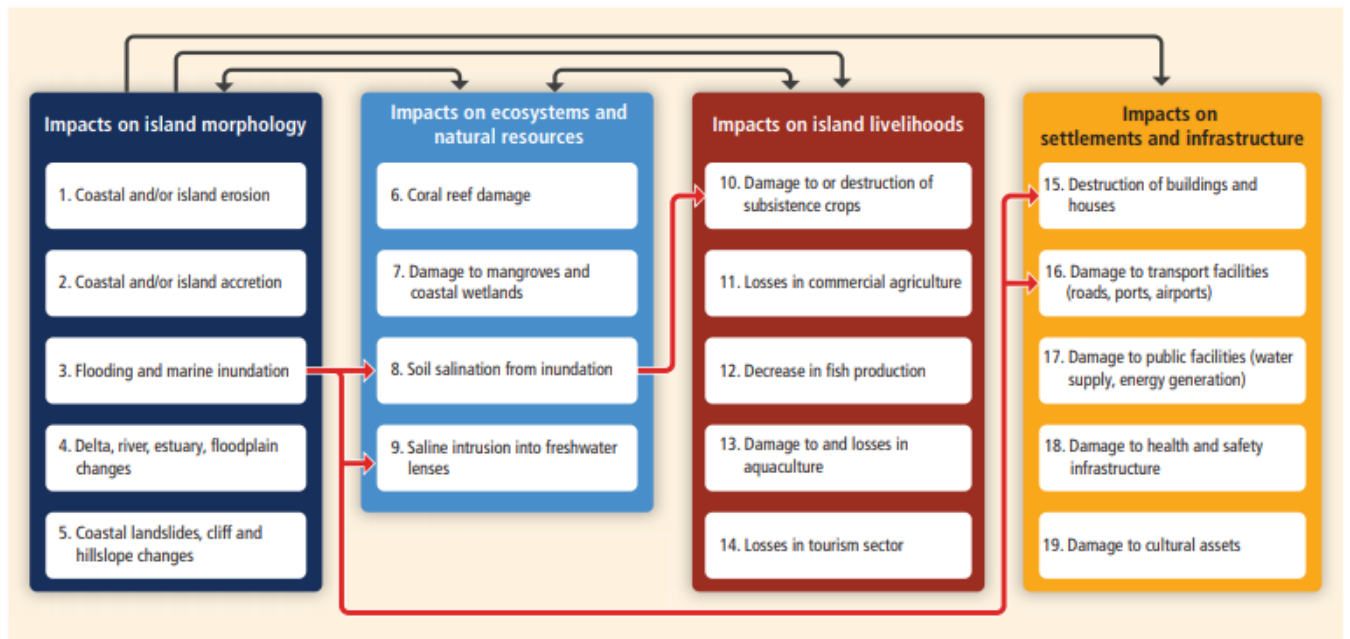 Impacts on island morphology
1. Coastal and/or island erosion
2. Coastal and/or island accretion
3. Flooding and marine inundation
4. Delta, river, estuary, floodplain
changes
5. Coastal landslides, cliff and
hillslope changes
Impacts on ecosystems and
natural resources
6. Coral reef damage
7. Damage to mangroves and
coastal wetlands
8. Soil salination from inundation
9. Saline intrusion into freshwater
lenses
Impacts on island livelihoods
10. Damage to or destruction of
subsistence crops
11. Losses in commercial agriculture
12. Decrease in fish production
13. Damage to and losses in
aquaculture
14. Losses in tourism sector
Impacts on
settlements and infrastructure
15. Destruction of buildings and
houses
16. Damage to transport facilities
(roads, ports, airports)
17. Damage to public facilities (water
supply, energy generation)
18. Damage to health and safety
infrastructure
19. Damage to cultural assets